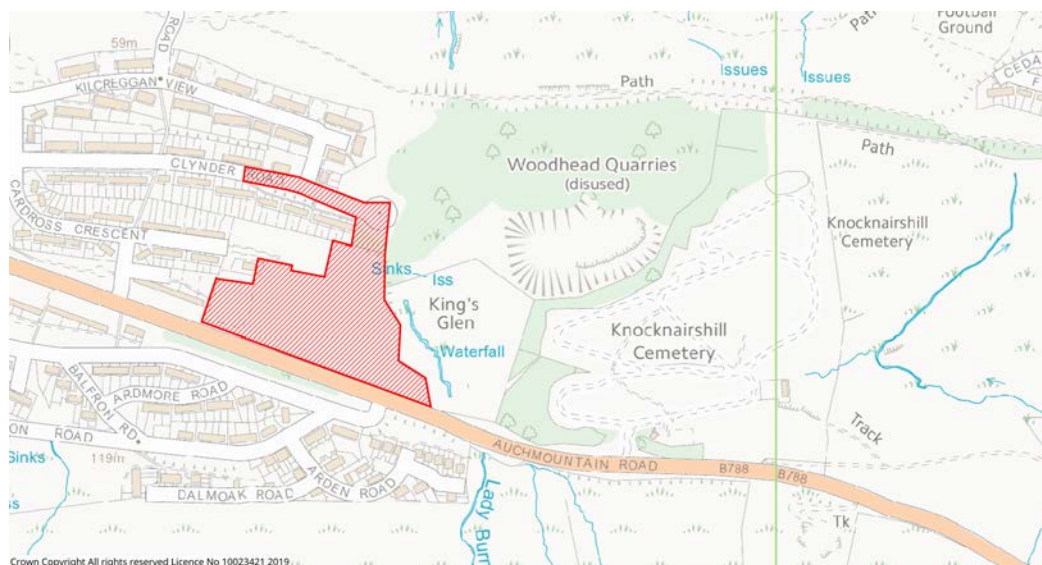 ROAD
59m
KILCREGGAN VIEW
CLYNDER
CARDROSS CRESCENT
Path
Football
Ground
CEDA
Issues
Issues
Path
Path
Woodhead Quarries
(disused)
Knocknairshill
Cemetery
Sinks
Iss
King's
Glen
Waterfall
Knocknairshill
Cemetery
ARDMORE ROAD
BALFRON RD
ON ROAD
119m
Sinks
ss
DALMOAK ROAD
ARDEN ROAD
AUCHMOUNTAIN ROAD
B788
B788
Track
Tk
Lady Burn
Crown Copyright All rights reserved Licence No 10023421 2019